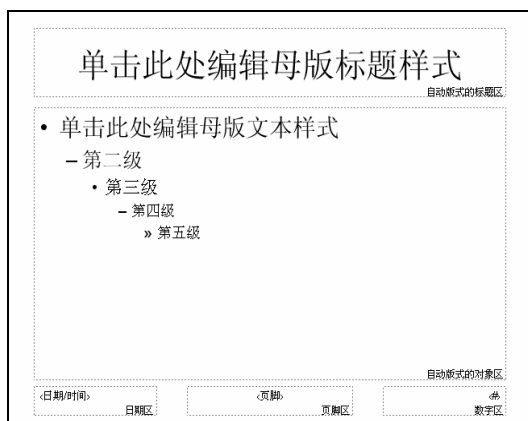 单击此处编辑母版标题样式
自动版式的标题区
• 单击此处编辑母版文本样式
– 第二级
• 第三级
– 第四级
» 第五级
自动版式的对象区
<日期/时间>
日期区
<页脚>
页脚区
<#>
数字区